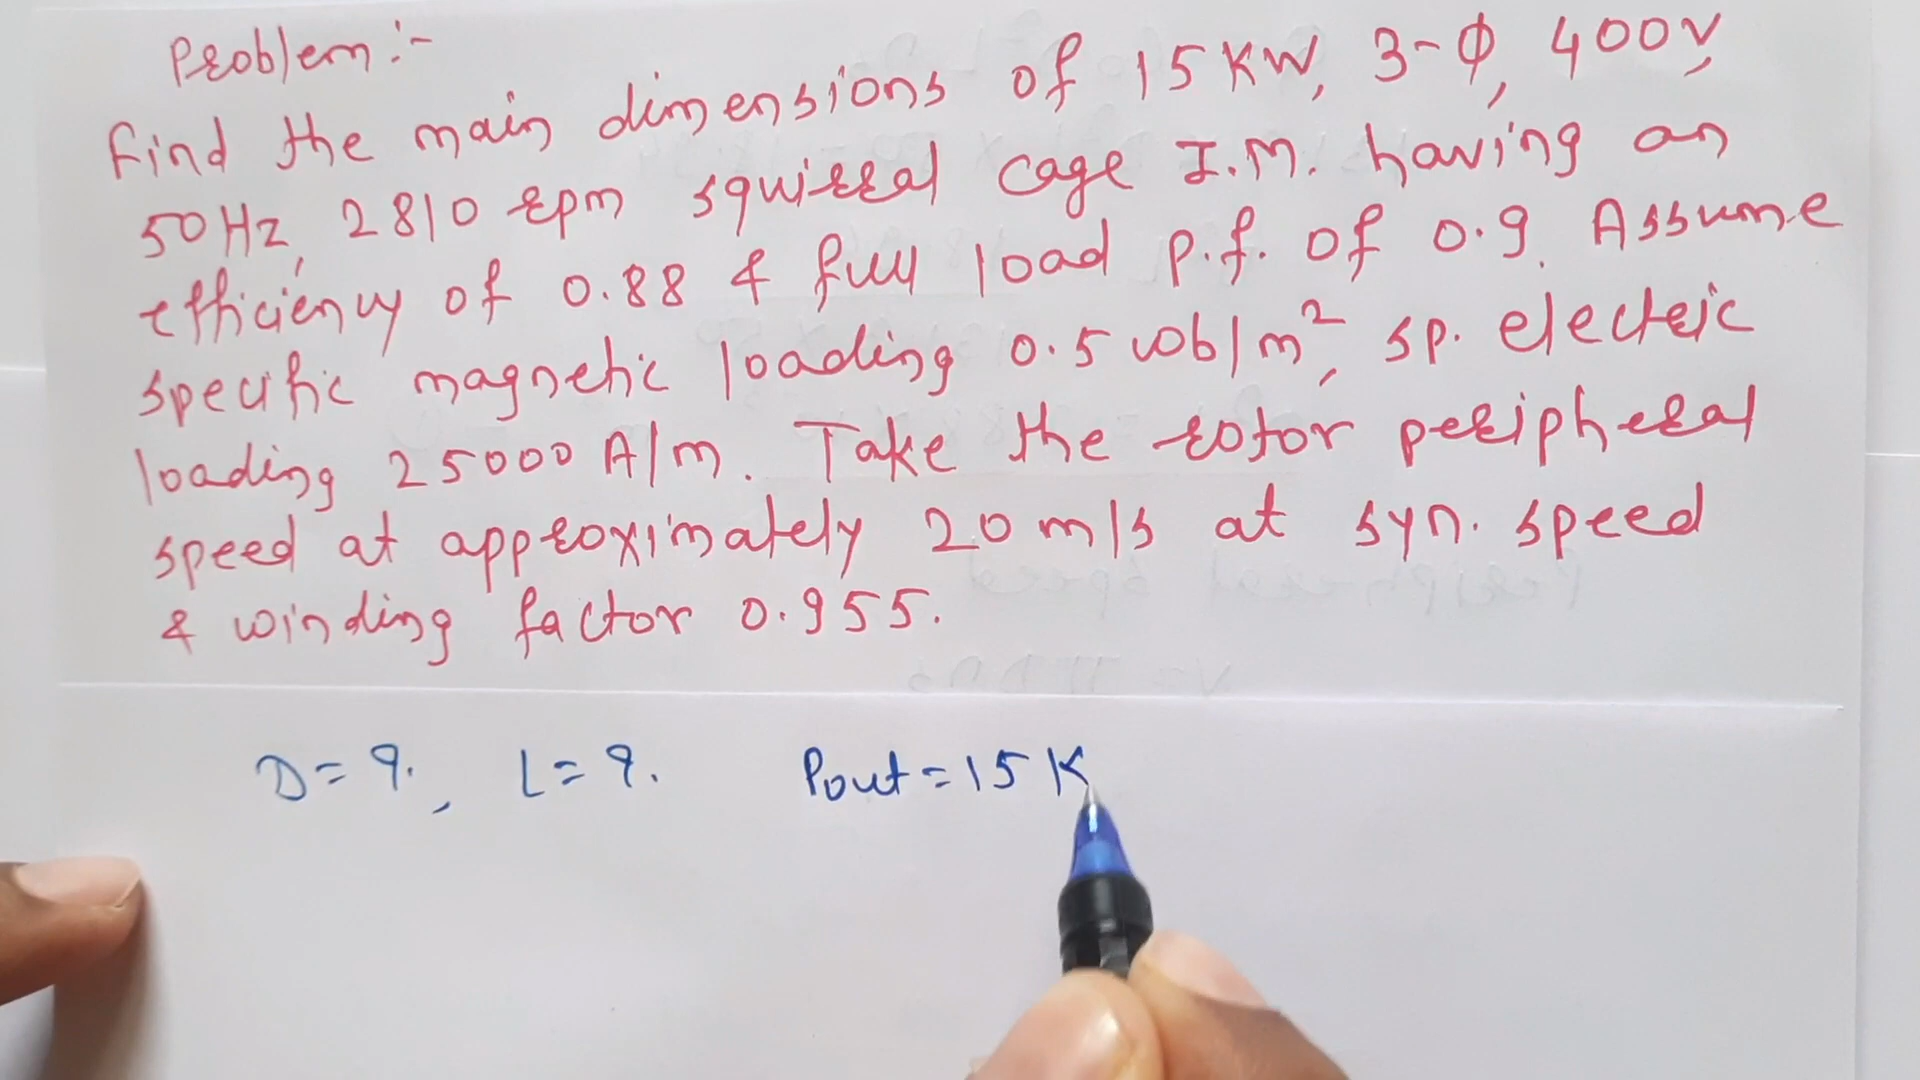 Problem:-
Find the main dimensions of 15 KW, 3-ϕ, 400V,
50Hz, 2810 rpm squirral cage I.M. having an
efficiency of 0.88 & full load p.f. of 0.9. Assume
specific magnetic loading 0.5 wb/m², sp. electric
loading 25000 A/m. Take the rotor peripheral
speed at approximately 20 m/s at syn. speed
& winding factor 0.955.
D = ?, L = ?. Pout = 15 K